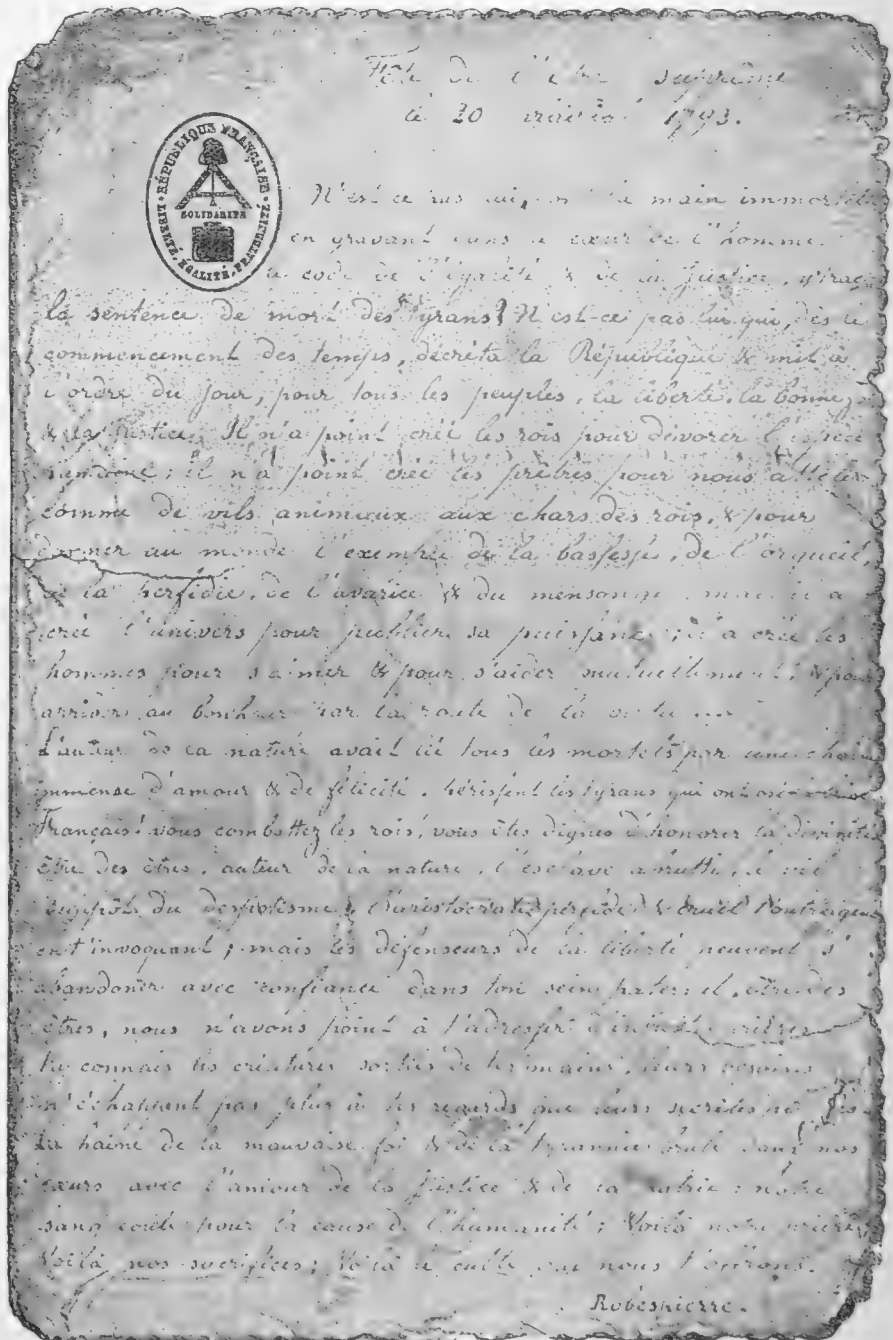 Fête de l'Etre suprême
le 20 prairial 1793.
RÉPUBLIQUE FRANÇAISE
LIBERTÉ, ÉGALITÉ, FRATERNITÉ
SOLIDARITÉ
N'est ce pas lui, la main immortelle
en gravant dans le cœur de l'homme
le code de l'égalité & de la Justice, y traça
la sentence de mort des tyrans? N'est-ce pas lui qui, dès le
commencement des temps, décréta la République & mit à
l'ordre du jour, pour tous les peuples, la liberté, la bonne
& la Justice. Il n'a point créé les rois pour dévorer l'espèce
humaine; il n'a point créé les prêtres pour nous atteler
comme de vils animaux aux chars des rois, & pour
donner au monde l'exemple de la bassesse, de l'orgueil,
de la perfidie, de l'avarice & du mensonge, mais il a
créé l'univers pour publier sa puissance; il a créé les
hommes pour s'aimer & pour s'aider mutuellement, & pour
arriver au bonheur par la route de la vertu
L'auteur de la nature avait lié tous les mortels par une chaîne
immense d'amour & de félicité. Périssent les tyrans qui ont osé
Français! vous combattez les rois, vous êtes dignes d'honorer la divinité
être des êtres, auteur de la nature, l'esclave abruti, le vil
suppôt du despotisme, l'aristocrate perfide & cruel t'outragent
en t'invoquant; mais les défenseurs de la liberté peuvent s'
abandoner avec confiance dans ton sein paternel, être des
êtres, nous n'avons point à t'adresser d'injustes prières
tu connais les créatures sorties de tes mains, leurs besoins
n'échappent pas plus à tes regards que leurs secrètes
La haine de la mauvaise foi & de la tyrannie brule dans nos
cœurs avec l'amour de la Justice & de la patrie; notre
sang coule pour la cause de l'humanité; Voilà notre prière
Voilà nos sacrifices; Voilà le culte que nous t'offrons.
Robespierre.